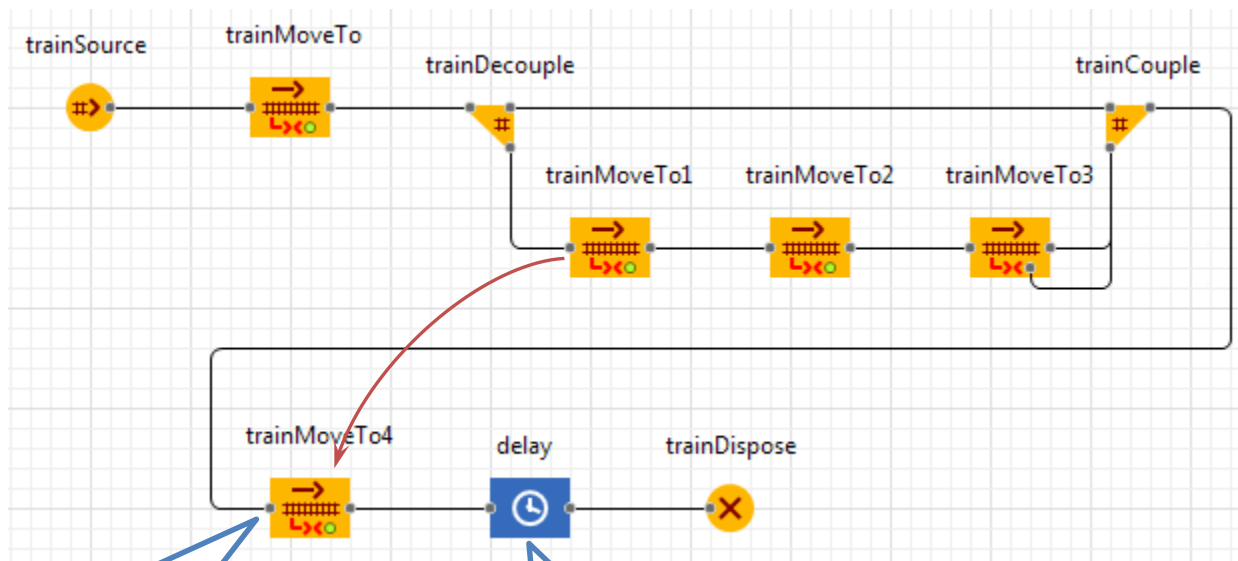 trainSource
trainMoveTo
trainDecouple
trainCouple
trainMoveTo1
trainMoveTo2
trainMoveTo3
trainMoveTo4
delay
trainDispose